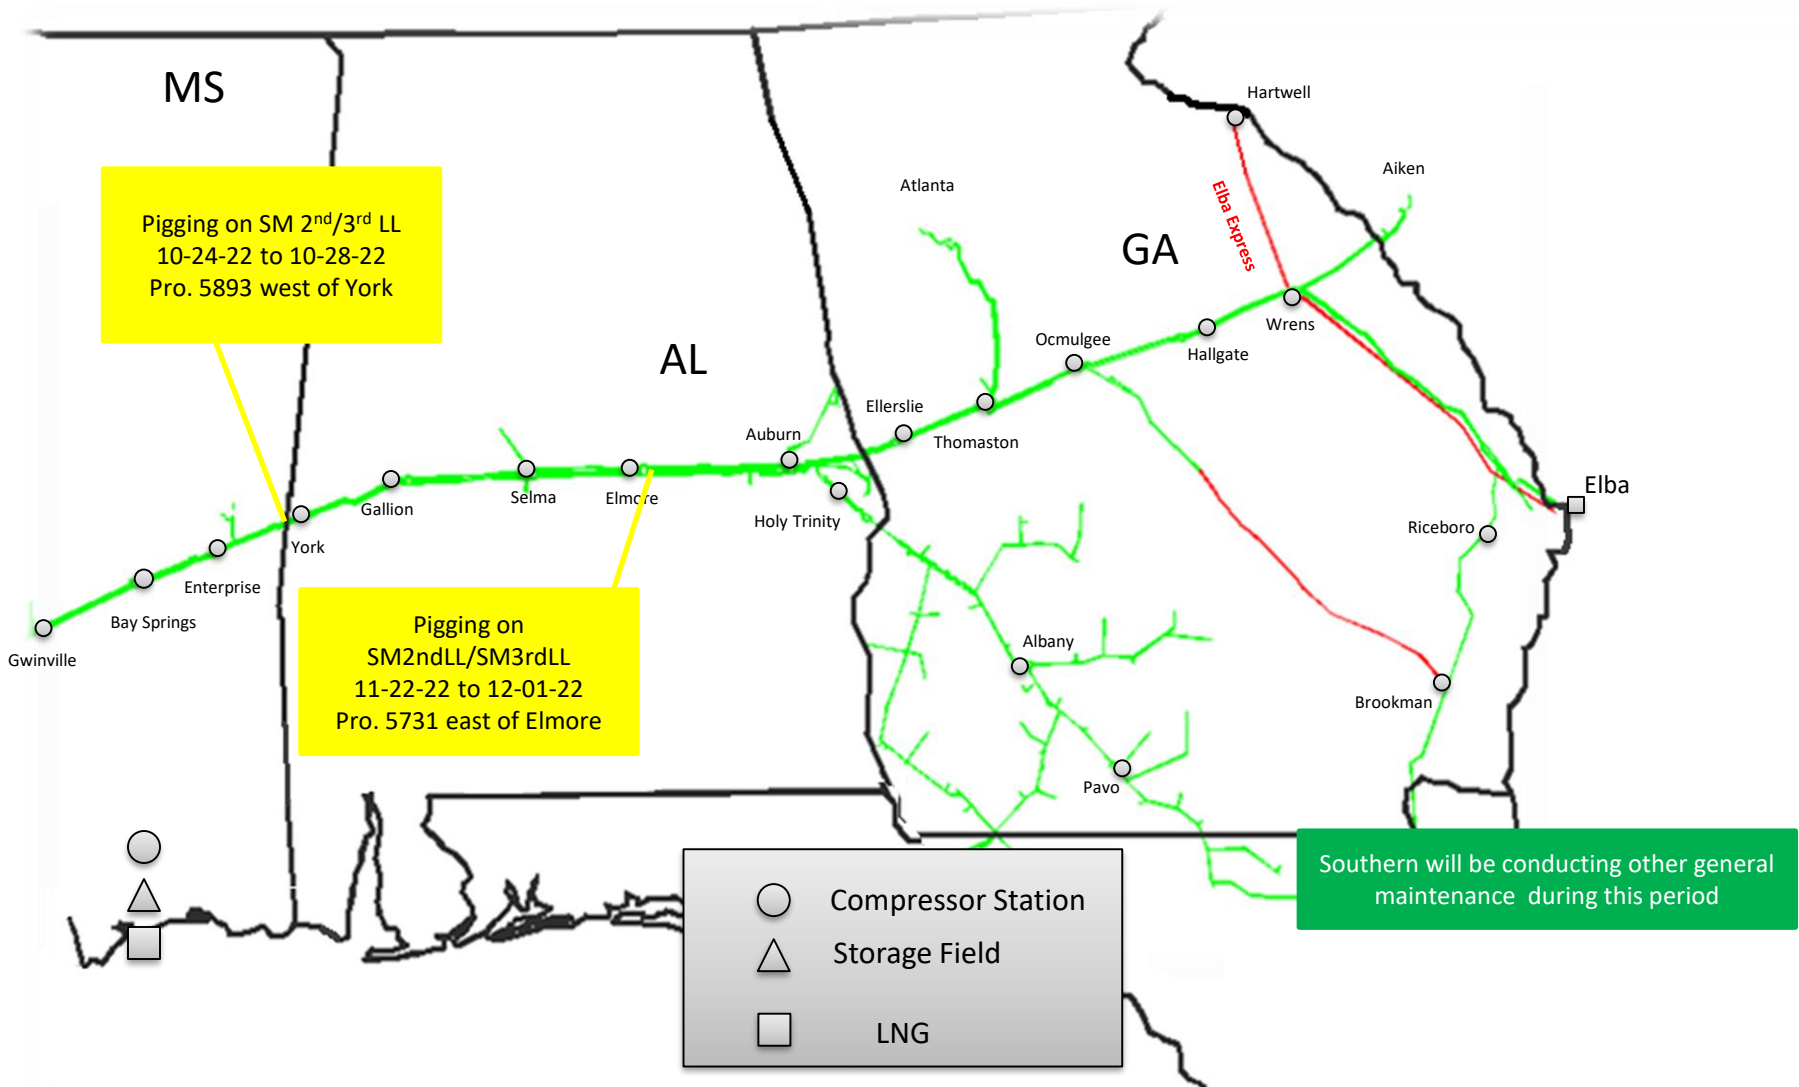 MS
Hartwell
Aiken
Atlanta
Elba Express
GA
Pigging on SM 2nd/3rd LL
10-24-22 to 10-28-22
Pro. 5893 west of York
Wrens
Ocmulgee
Hallgate
AL
Ellerslie
Auburn
Thomaston
Elba
Selma
Elmore
Gallion
Holy Trinity
Riceboro
York
Enterprise
Bay Springs
Gwinville
Pigging on
SM2ndLL/SM3rdLL
11-22-22 to 12-01-22
Pro. 5731 east of Elmore
Albany
Brookman
Pavo
Southern will be conducting other general
maintenance  during this period
Compressor Station
Storage Field
LNG